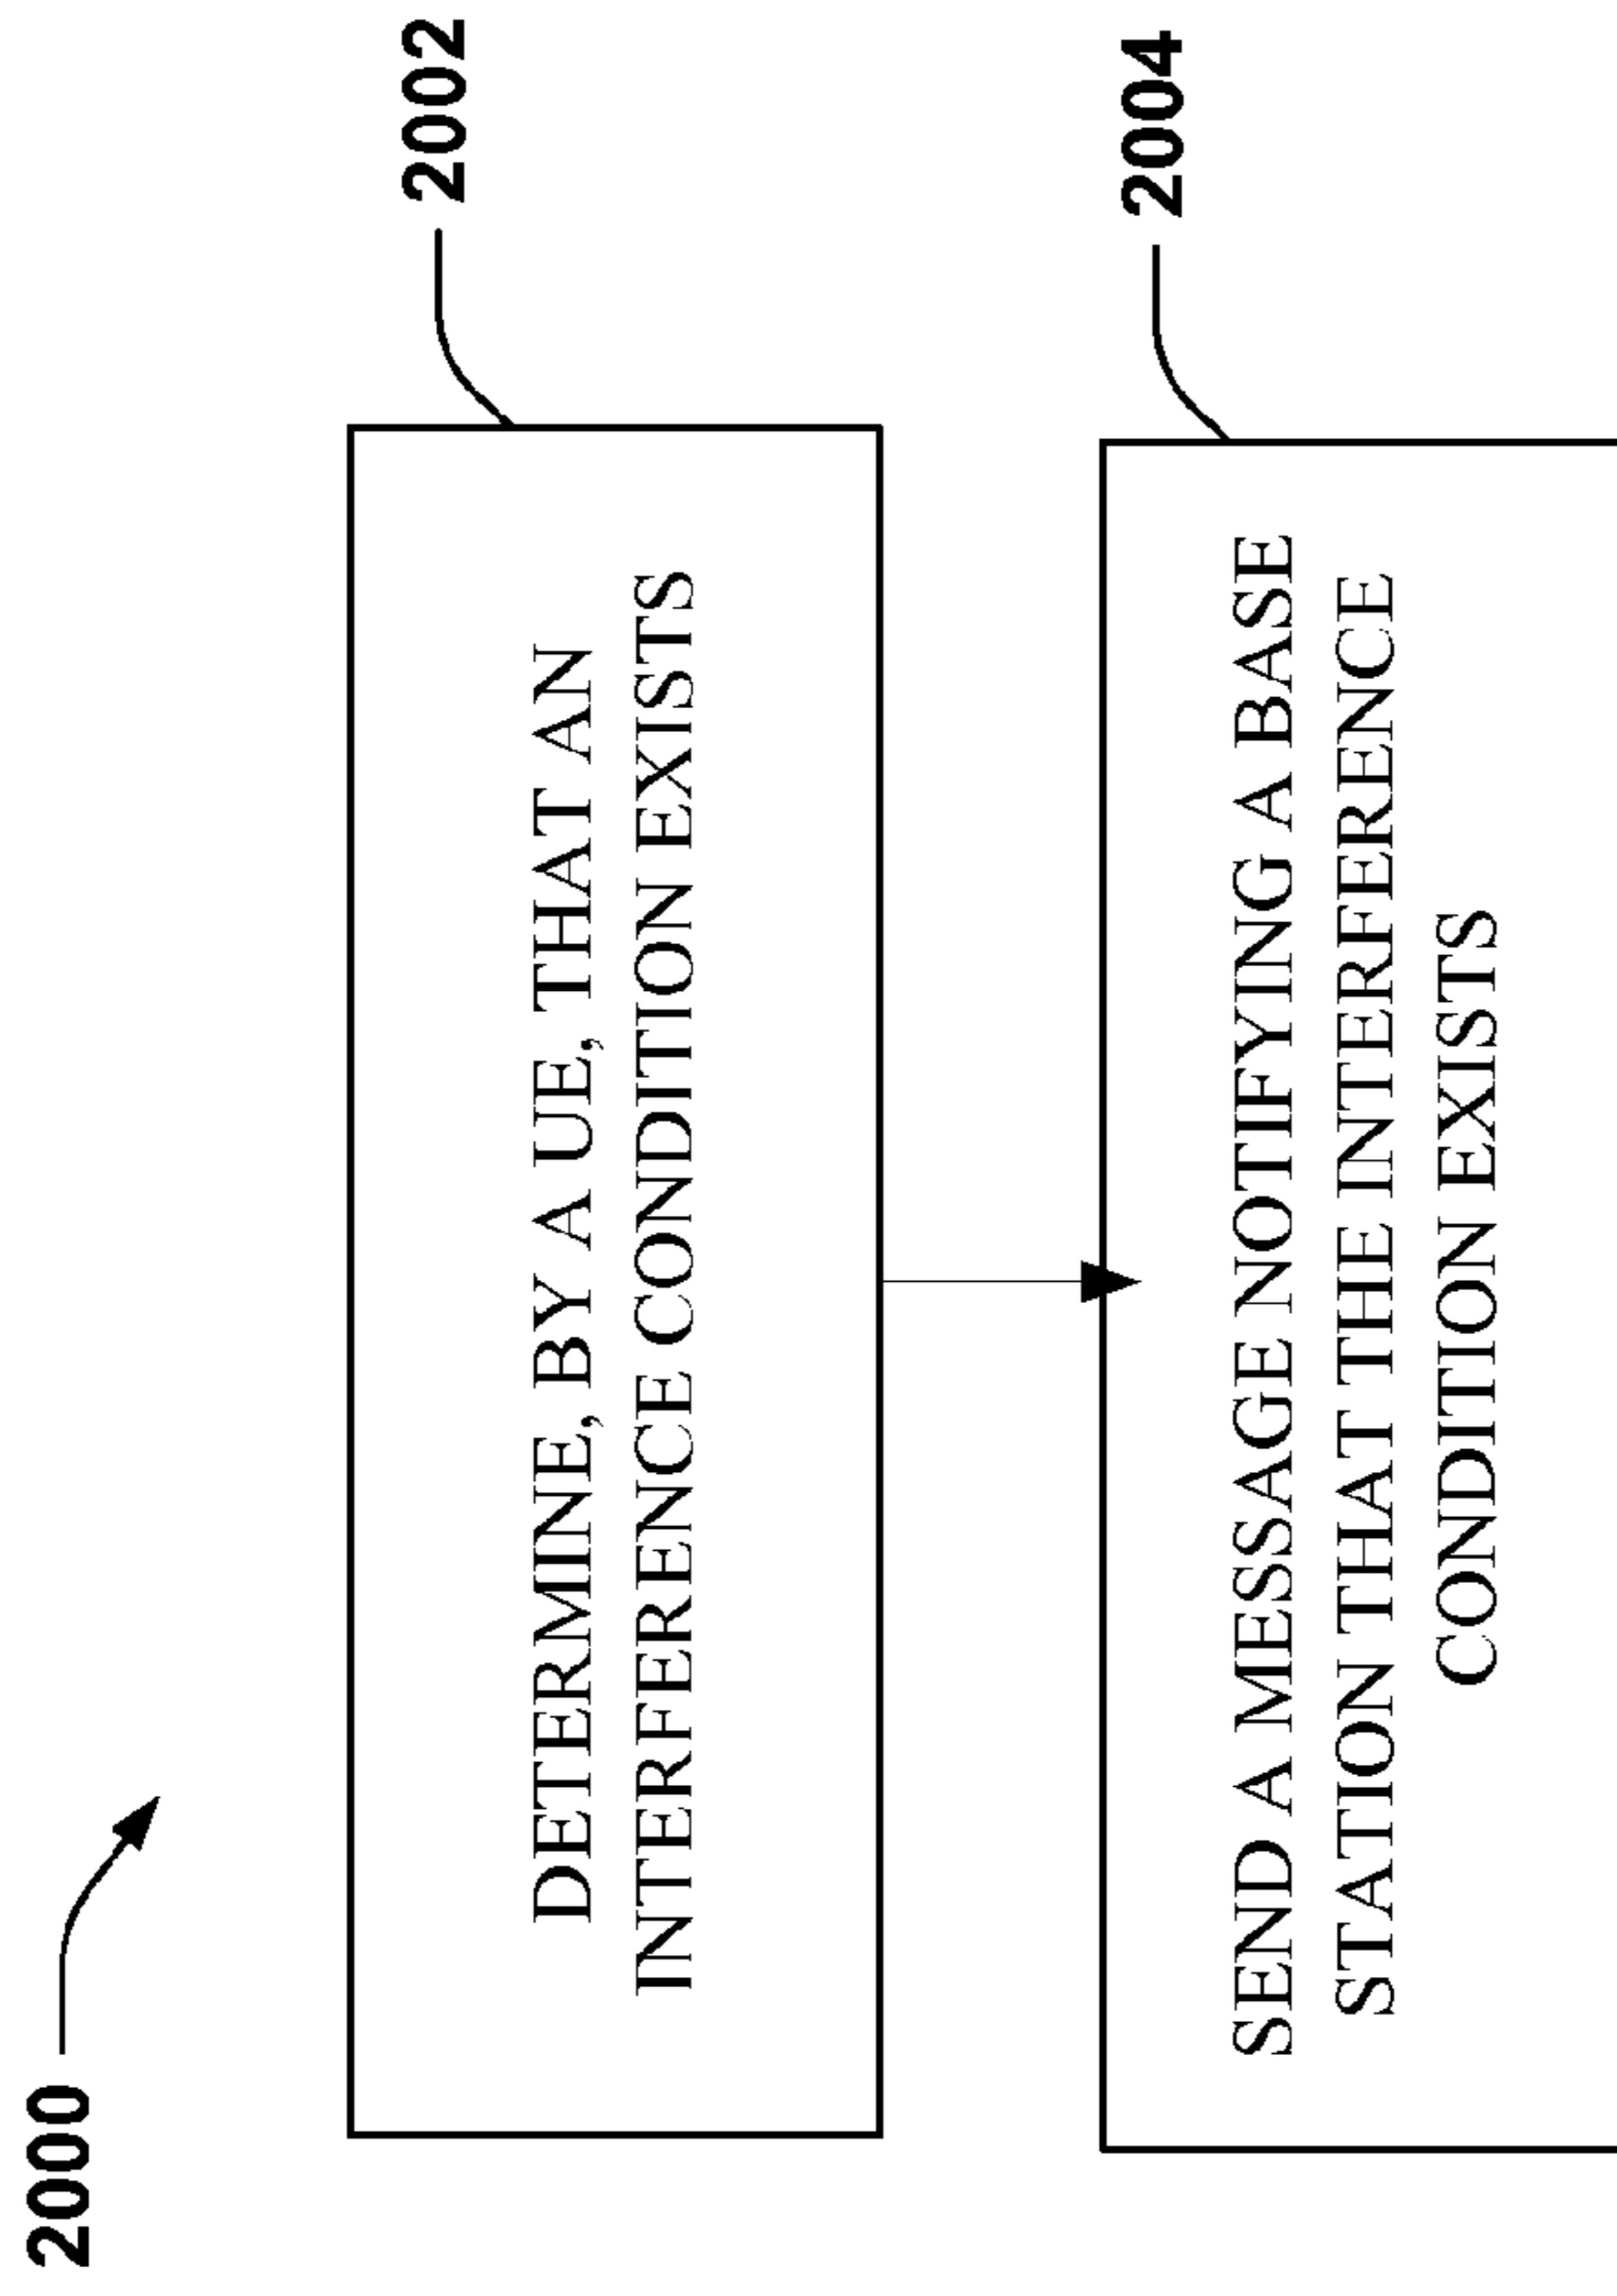 2000
2002
DETERMINE, BY A UE, THAT AN
INTERFERENCE CONDITION EXISTS
2004
SEND A MESSAGE NOTIFYING A BASE
STATION THAT THE INTERFERENCE
CONDITION EXISTS